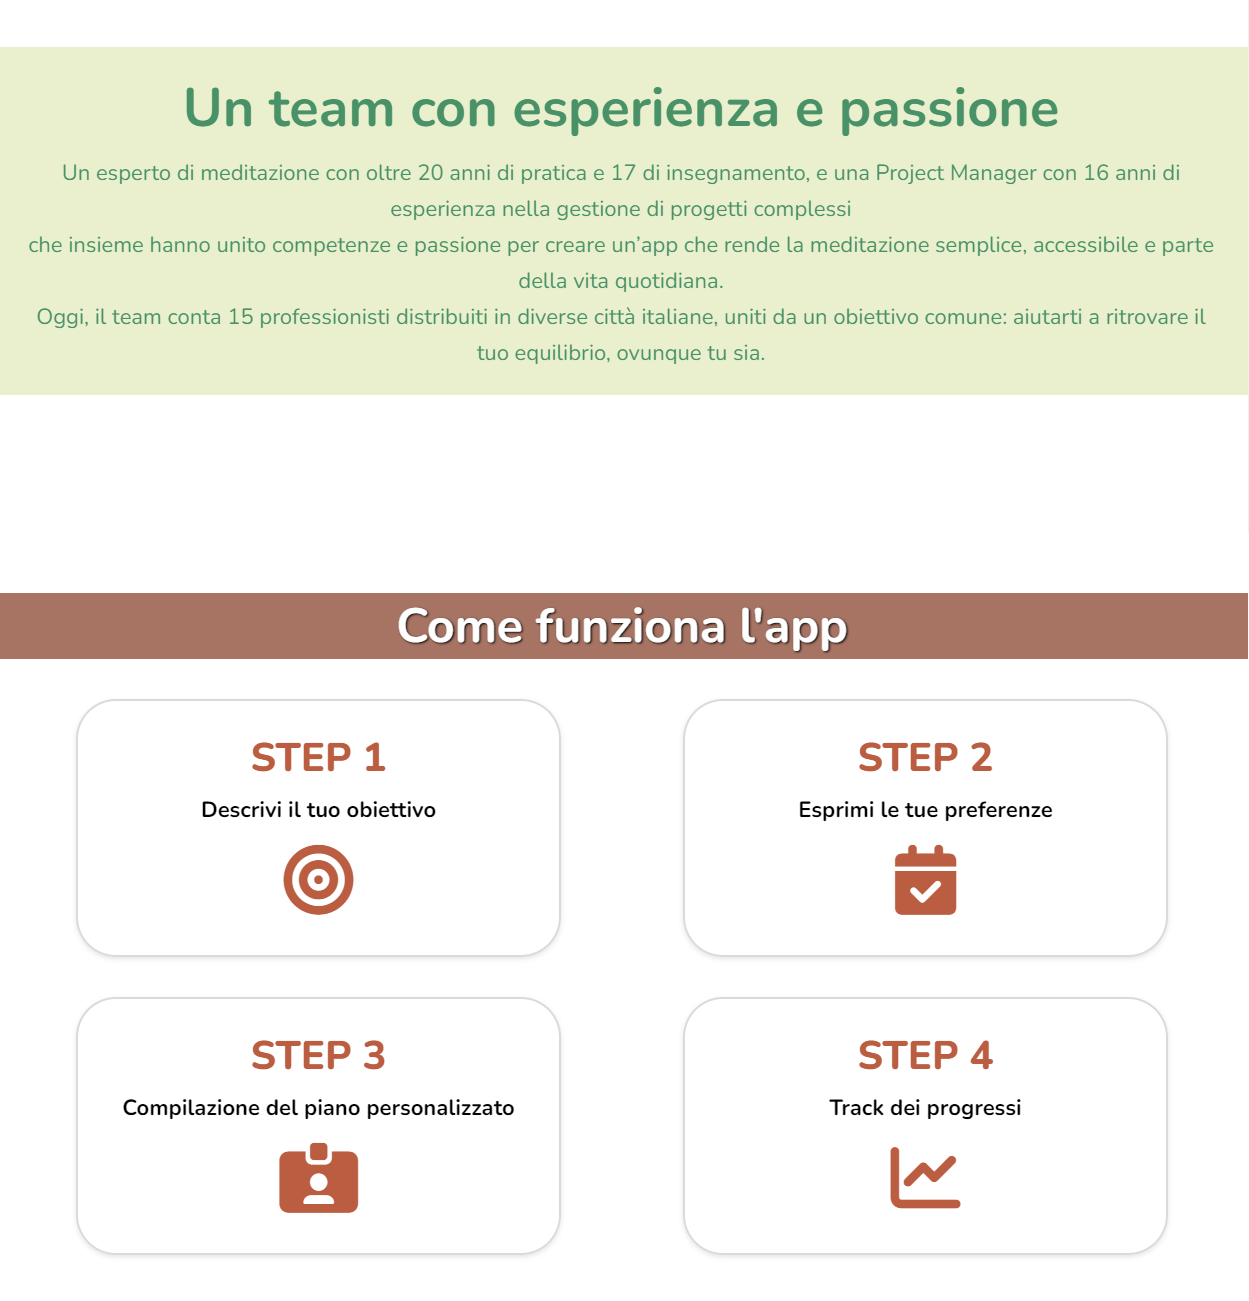 Un team con esperienza e passione
Un esperto di meditazione con oltre 20 anni di pratica e 17 di insegnamento, e una Project Manager con 16 anni di
esperienza nella gestione di progetti complessi
che insieme hanno unito competenze e passione per creare un’app che rende la meditazione semplice, accessibile e parte
della vita quotidiana.
Oggi, il team conta 15 professionisti distribuiti in diverse città italiane, uniti da un obiettivo comune: aiutarti a ritrovare il
tuo equilibrio, ovunque tu sia.
Come funziona l'app
STEP 1
Descrivi il tuo obiettivo
STEP 2
Esprimi le tue preferenze
STEP 3
Compilazione del piano personalizzato
STEP 4
Track dei progressi